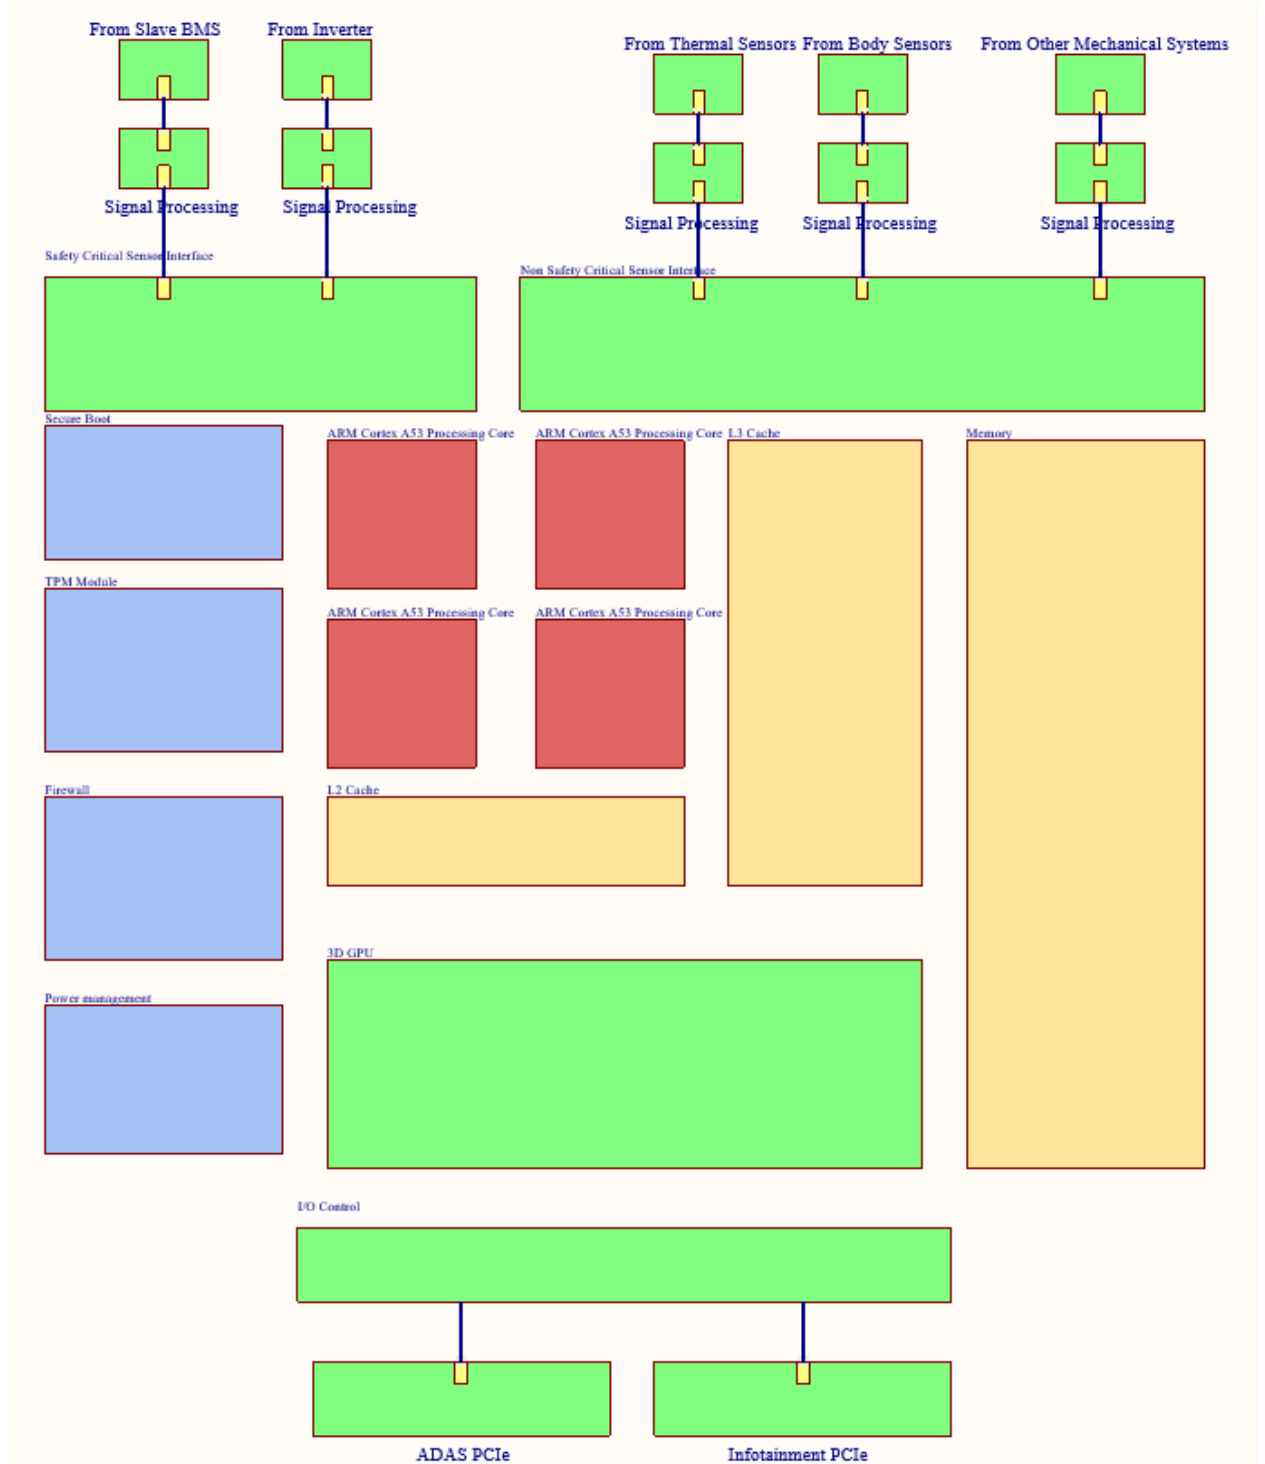 From Slave BMS
From Inverter
From Thermal Sensors
From Body Sensors
From Other Mechanical Systems
Signal Processing
Signal Processing
Signal Processing
Signal Processing
Signal Processing
Safety Critical Sensor Interface
Non Safety Critical Sensor Interface
Secure Boot
ARM Cortex A53 Processing Core
ARM Cortex A53 Processing Core
L3 Cache
Memory
TPM Module
ARM Cortex A53 Processing Core
ARM Cortex A53 Processing Core
Firewall
L2 Cache
3D GPU
Power management
I/O Control
ADAS PCIe
Infotainment PCIe